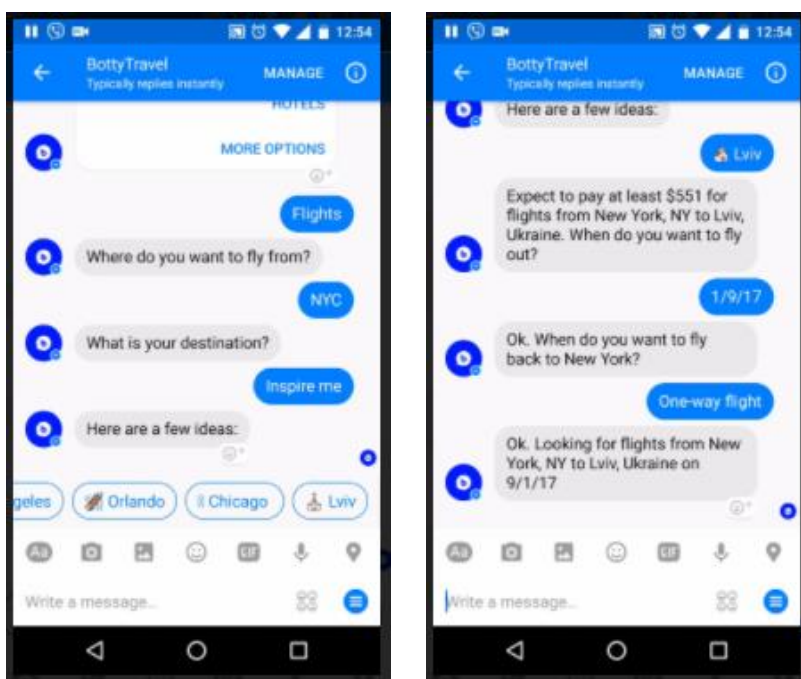 12:54
BottyTravel
Typically replies instantly
MANAGE
HOTELS
MORE OPTIONS
Flights
Where do you want to fly from?
NYC
What is your destination?
Inspire me
Here are a few ideas:
geles
Orlando
Chicago
Lviv
Aa
GIF
Write a message...
12:54
BottyTravel
Typically replies instantly
MANAGE
Here are a few ideas:
Lviv
Expect to pay at least $551 for
flights from New York, NY to Lviv,
Ukraine. When do you want to fly
out?
1/9/17
Ok. When do you want to fly
back to New York?
One-way flight
Ok. Looking for flights from New
York, NY to Lviv, Ukraine on
9/1/17
Aa
GIF
Write a message...